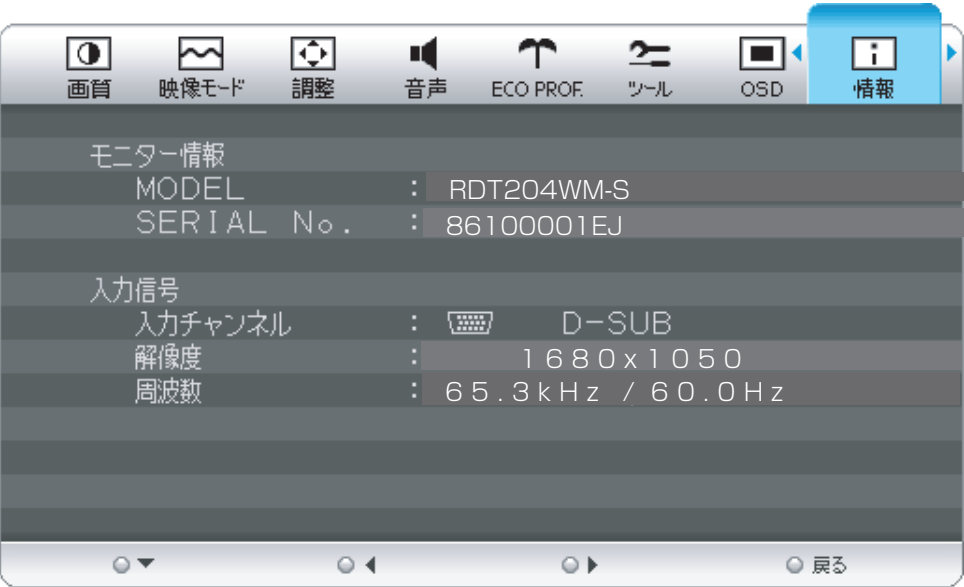 画質 映像モード 調整 音声 ECO PROF. ツール OSD 情報
モニター情報
MODEL : RDT204WM-S
SERIAL No. : 86100001EJ
入力信号
入力チャンネル : D-SUB
解像度 : 1680x1050
周波数 : 65.3kHz / 60.0Hz
戻る